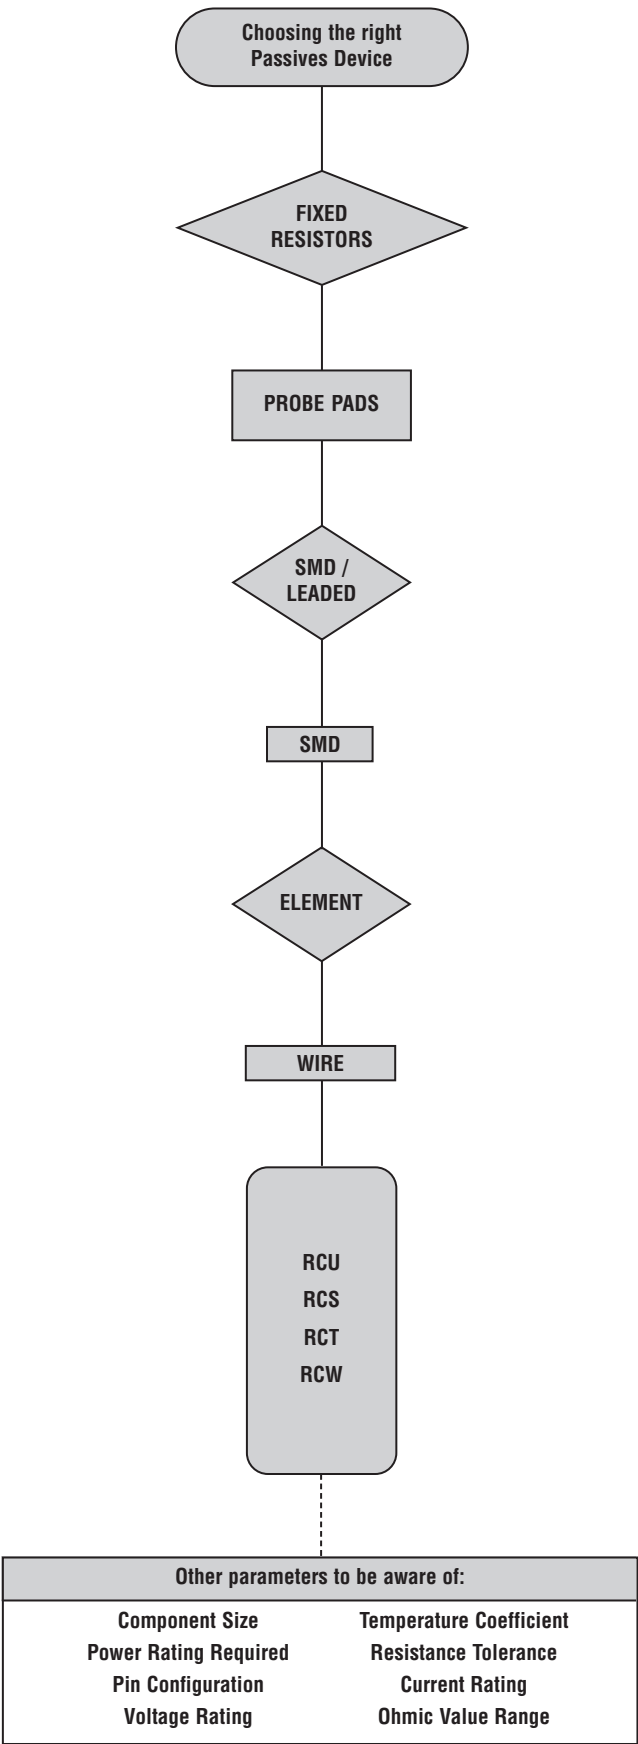 Choosing the right
Passives Device
FIXED
RESISTORS
PROBE PADS
SMD /
LEADED
SMD
ELEMENT
WIRE
RCU
RCS
RCT
RCW
Other parameters to be aware of:
Component Size
Power Rating Required
Pin Configuration
Voltage Rating
Temperature Coefficient
Resistance Tolerance
Current Rating
Ohmic Value Range